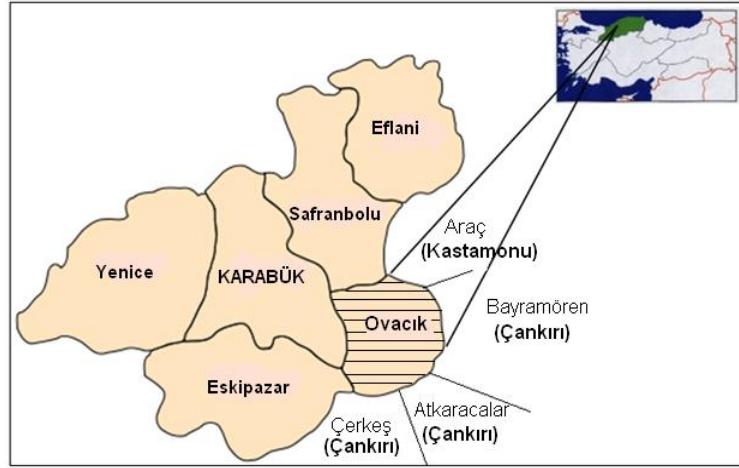 Eflani
Safranbolu
Araç
(Kastamonu)
Yenice
KARABÜK
Bayramören
(Çankırı)
Ovacık
Eskipazar
Çerkeş
(Çankırı)
Atkaracalar
(Çankırı)